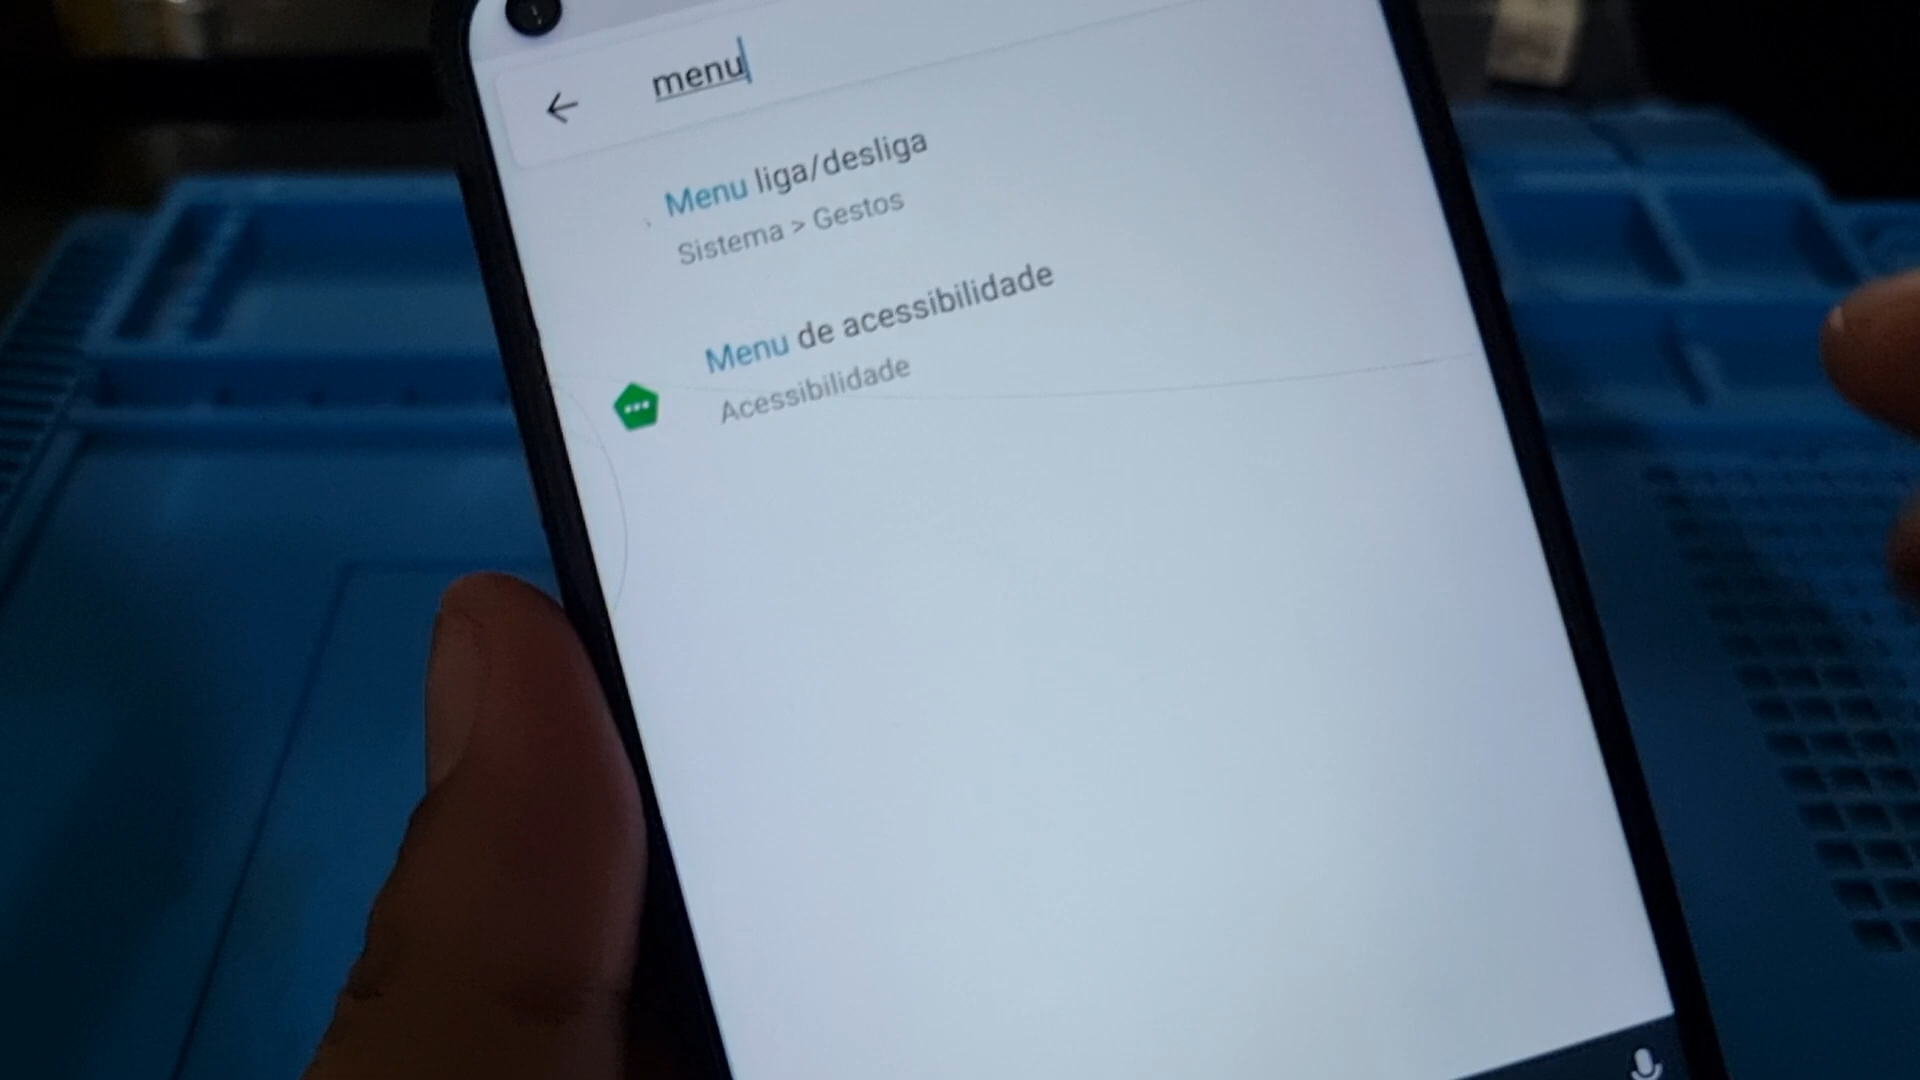 menu
Menu liga/desliga
Sistema > Gestos
Menu de acessibilidade
Acessibilidade